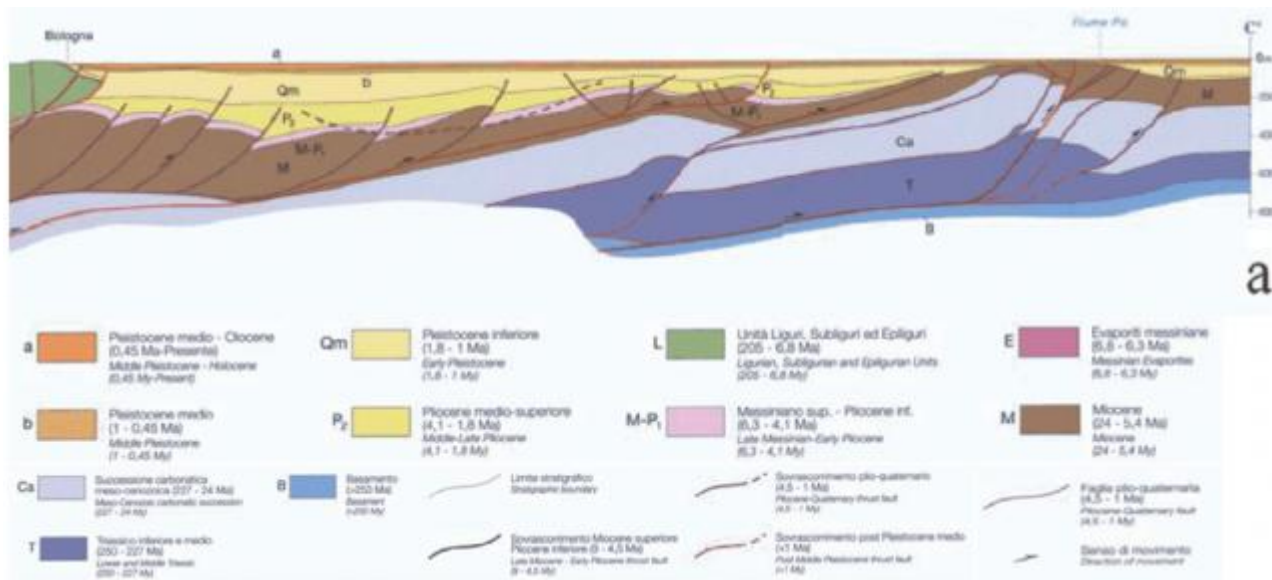 Bologna
Fiume Po
C'
a
b
Qm
Qm
P2
P2
M-P1
M-P1
M
M
Ca
T
B
a
a
Pleistocene medio - Olocene
(0,45 Ma-Presente)
Middle Pleistocene - Holocene
(0,45 My-Present)
Qm
Pleistocene inferiore
(1,8 - 1 Ma)
Early Pleistocene
(1,8 - 1 My)
L
Unità Liguri, Subliguri ed Epiliguri
(205 - 6,8 Ma)
Ligurian, Subligurian and Epiligurian Units
(205 - 6,8 My)
E
Evaporiti messiniane
(6,8 - 6,3 Ma)
Messinian Evaporites
(6,8 - 6,3 My)
b
Pleistocene medio
(1 - 0,45 Ma)
Middle Pleistocene
(1 - 0,45 My)
P2
Pliocene medio-superiore
(4,1 - 1,8 Ma)
Middle-Late Pliocene
(4,1 - 1,8 My)
M-P1
Messiniano sup. - Pliocene inf.
(6,3 - 4,1 Ma)
Late Messinian-Early Pliocene
(6,3 - 4,1 My)
M
Miocene
(24 - 5,4 Ma)
Miocene
(24 - 5,4 My)
Ca
Successione carbonatica
meso-cenozoica (227 - 24 Ma)
Meso-Cenozoic carbonatic succession
(227 - 24 My)
B
Basamento
(>250 Ma)
Basement
(>250 My)
Limite stratigrafico
Stratigraphic boundary
Sovrascorrimento plio-quaternario
(4,5 - 1 Ma)
Pliocene-Quaternary thrust fault
(4,5 - 1 My)
Faglia plio-quaternaria
(4,5 - 1 Ma)
Pliocene-Quaternary fault
(4,5 - 1 My)
T
Triassico inferiore e medio
(250 - 227 Ma)
Lower and Middle Triassic
(250 - 227 My)
Sovrascorrimento Miocene superiore
Pliocene inferiore (9 - 4,5 Ma)
Late Miocene - Early Pliocene thrust fault
(9 - 4,5 My)
Sovrascorrimento post Pleistocene medio
(<1 Ma)
Post Middle Pleistocene thrust fault
(<1 My)
Senso di movimento
Direction of movement